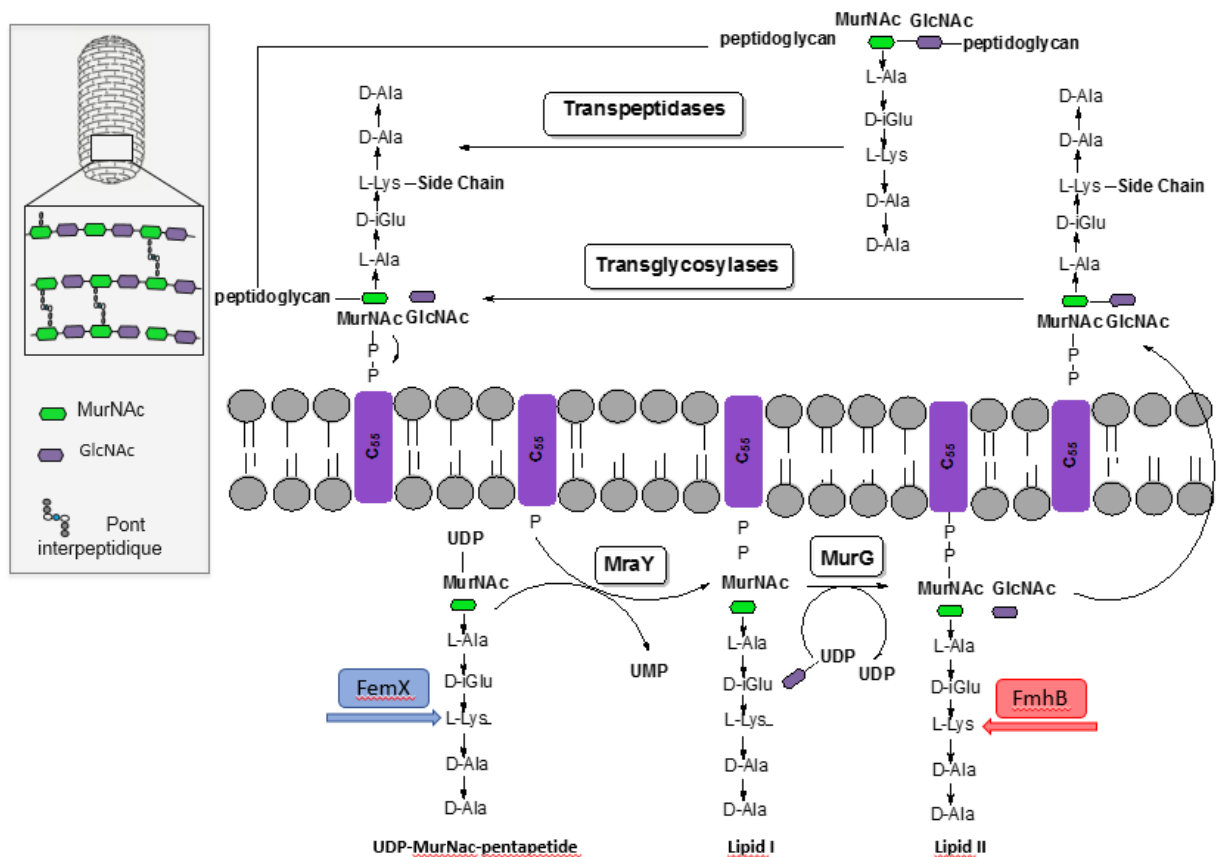 MurNAc
GlcNAc
Pont
interpeptidique
MurNAc GlcNAc
peptidoglycan
peptidoglycan
L-Ala
D-iGlu
L-Lys
D-Ala
D-Ala
Transpeptidases
D-Ala
D-Ala
L-Lys Side Chain
D-iGlu
L-Ala
peptidoglycan
MurNAc GlcNAc
P
P
Transglycosylases
D-Ala
D-Ala
L-Lys Side Chain
D-iGlu
L-Ala
MurNAc GlcNAc
P
P
C55
C55
C55
C55
C55
UDP
MurNAc
L-Ala
D-iGlu
L-Lys
D-Ala
D-Ala
UDP-MurNac-pentapetide
FemX
P
MraY
UMP
P
P
MurNAc
L-Ala
D-iGlu
L-Lys
D-Ala
D-Ala
Lipid I
MurG
UDP
UDP
P
P
MurNAc GlcNAc
L-Ala
D-iGlu
L-Lys
D-Ala
D-Ala
Lipid II
FmhB